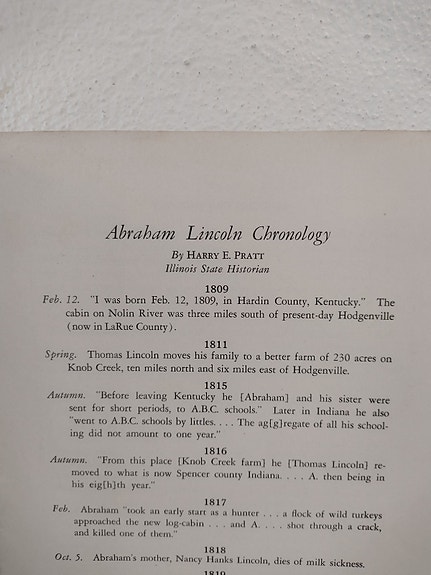 Abraham Lincoln Chronology
By HARRY E. PRATT
Illinois State Historian
1809
Feb. 12. "I was born Feb. 12, 1809, in Hardin County, Kentucky." The
cabin on Nolin River was three miles south of present-day Hodgenville
(now in LaRue County).
1811
Spring. Thomas Lincoln moves his family to a better farm of 230 acres on
Knob Creek, ten miles north and six miles east of Hodgenville.
1815
Autumn. "Before leaving Kentucky he [Abraham] and his sister were
sent for short periods, to A.B.C. schools." Later in Indiana he also
"went to A.B.C. schools by littles. . . . The ag[g]regate of all his school-
ing did not amount to one year."
1816
Autumn. "From this place [Knob Creek farm] he [Thomas Lincoln] re-
moved to what is now Spencer county Indiana. . . . A. then being in
his eig[h]th year."
1817
Feb. Abraham "took an early start as a hunter . . . a flock of wild turkeys
approached the new log-cabin . . . and A. . . . shot through a crack,
and killed one of them."
1818
Oct. 5. Abraham's mother, Nancy Hanks Lincoln, dies of milk sickness.
1819